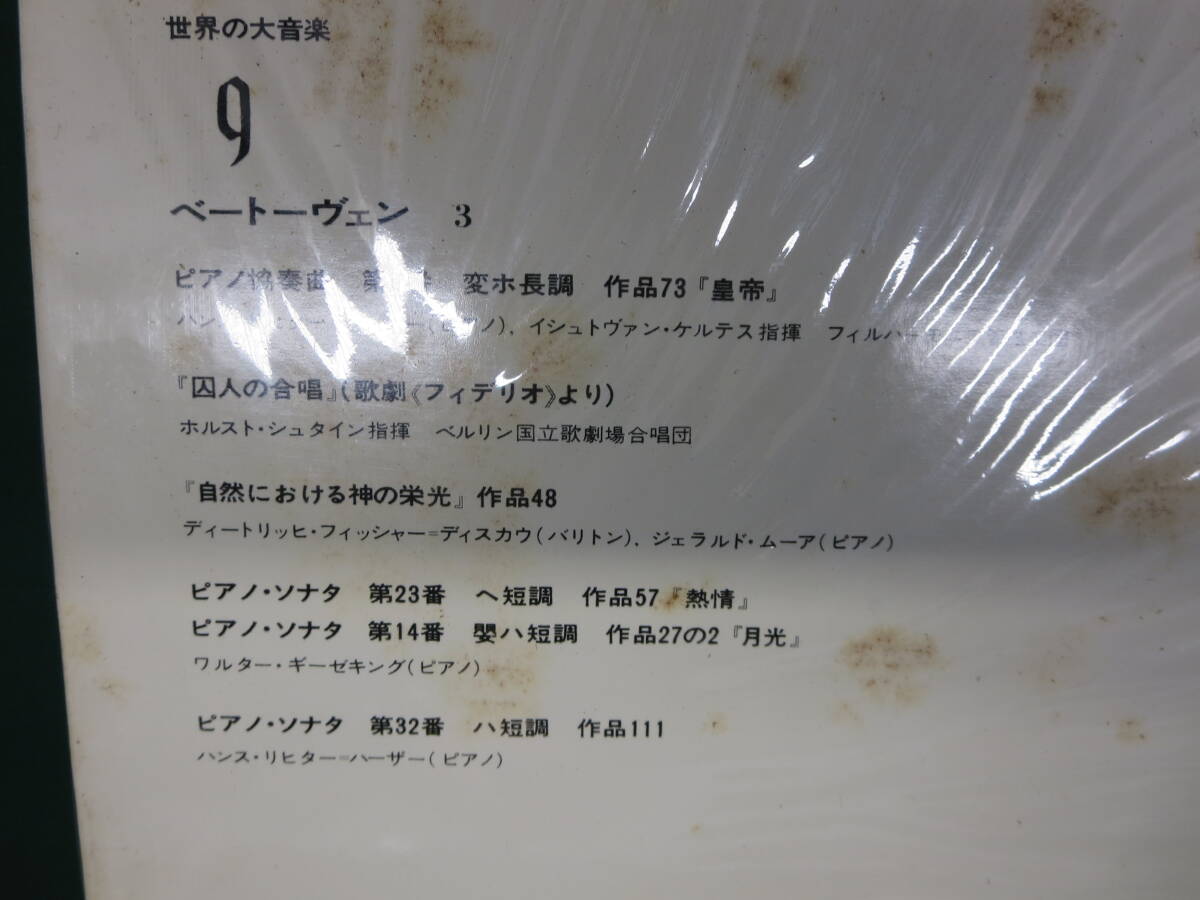 世界の大音楽
9
ベートーヴェン 3
ピアノ協奏曲 第 変ホ長調 作品73『皇帝』
(ピアノ)、イシュトヴァン・ケルテス指揮
『囚人の合唱』(歌劇《フィデリオ》より)
ホルスト・シュタイン指揮 ベルリン国立歌劇場合唱団
『自然における神の栄光』作品48
ディートリッヒ・フィッシャー=ディスカウ(バリトン)、ジェラルド・ムーア(ピアノ)
ピアノ・ソナタ 第23番 ヘ短調 作品57『熱情』
ピアノ・ソナタ 第14番 嬰ハ短調 作品27の2『月光』
ワルター・ギーゼキング(ピアノ)
ピアノ・ソナタ 第32番 ハ短調 作品111
ハンス・リヒター=ハーザー(ピアノ)